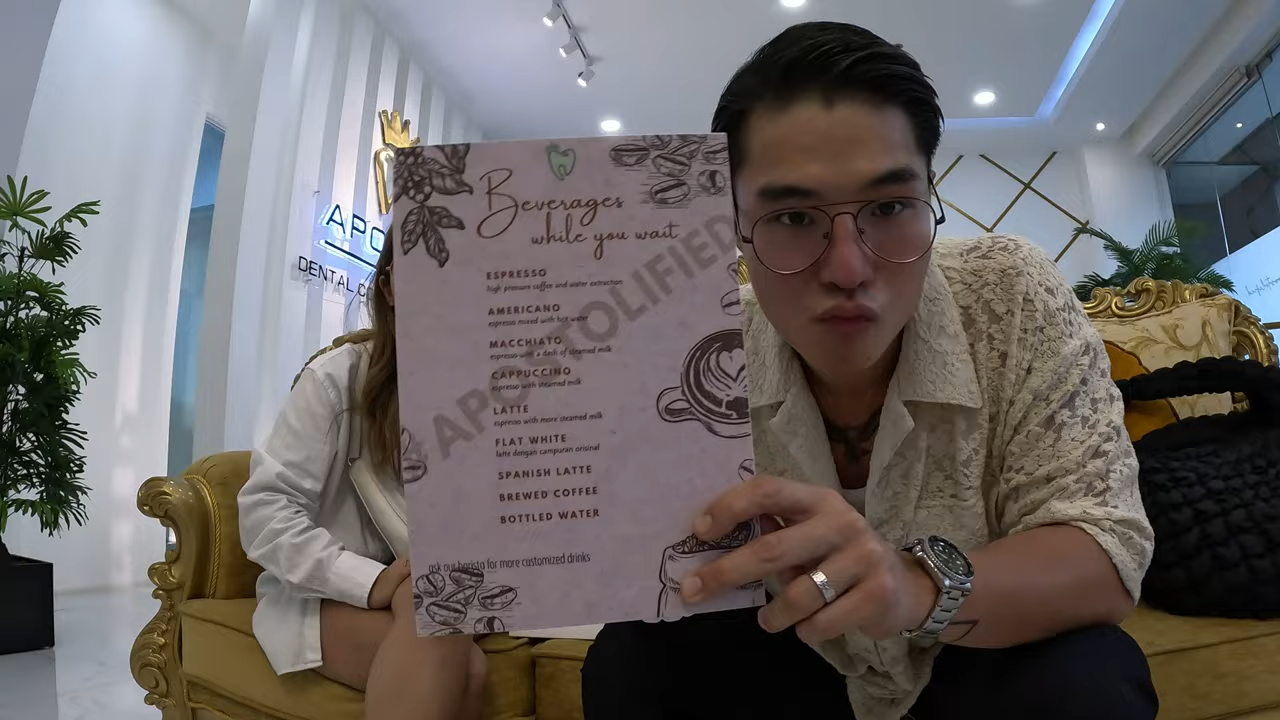 Beverages
while you wait
ESPRESSO
high pressure coffee and water extraction
AMERICANO
espresso mixed with hot water
MACCHIATO
espresso with a dash of steamed milk
CAPPUCCINO
espresso with steamed milk
LATTE
espresso with more steamed milk
FLAT WHITE
latte dengan campuran orisinal
SPANISH LATTE
BREWED COFFEE
BOTTLED WATER
ask our barista for more customized drinks
APOSTOLIFIED
APO
DENTAL